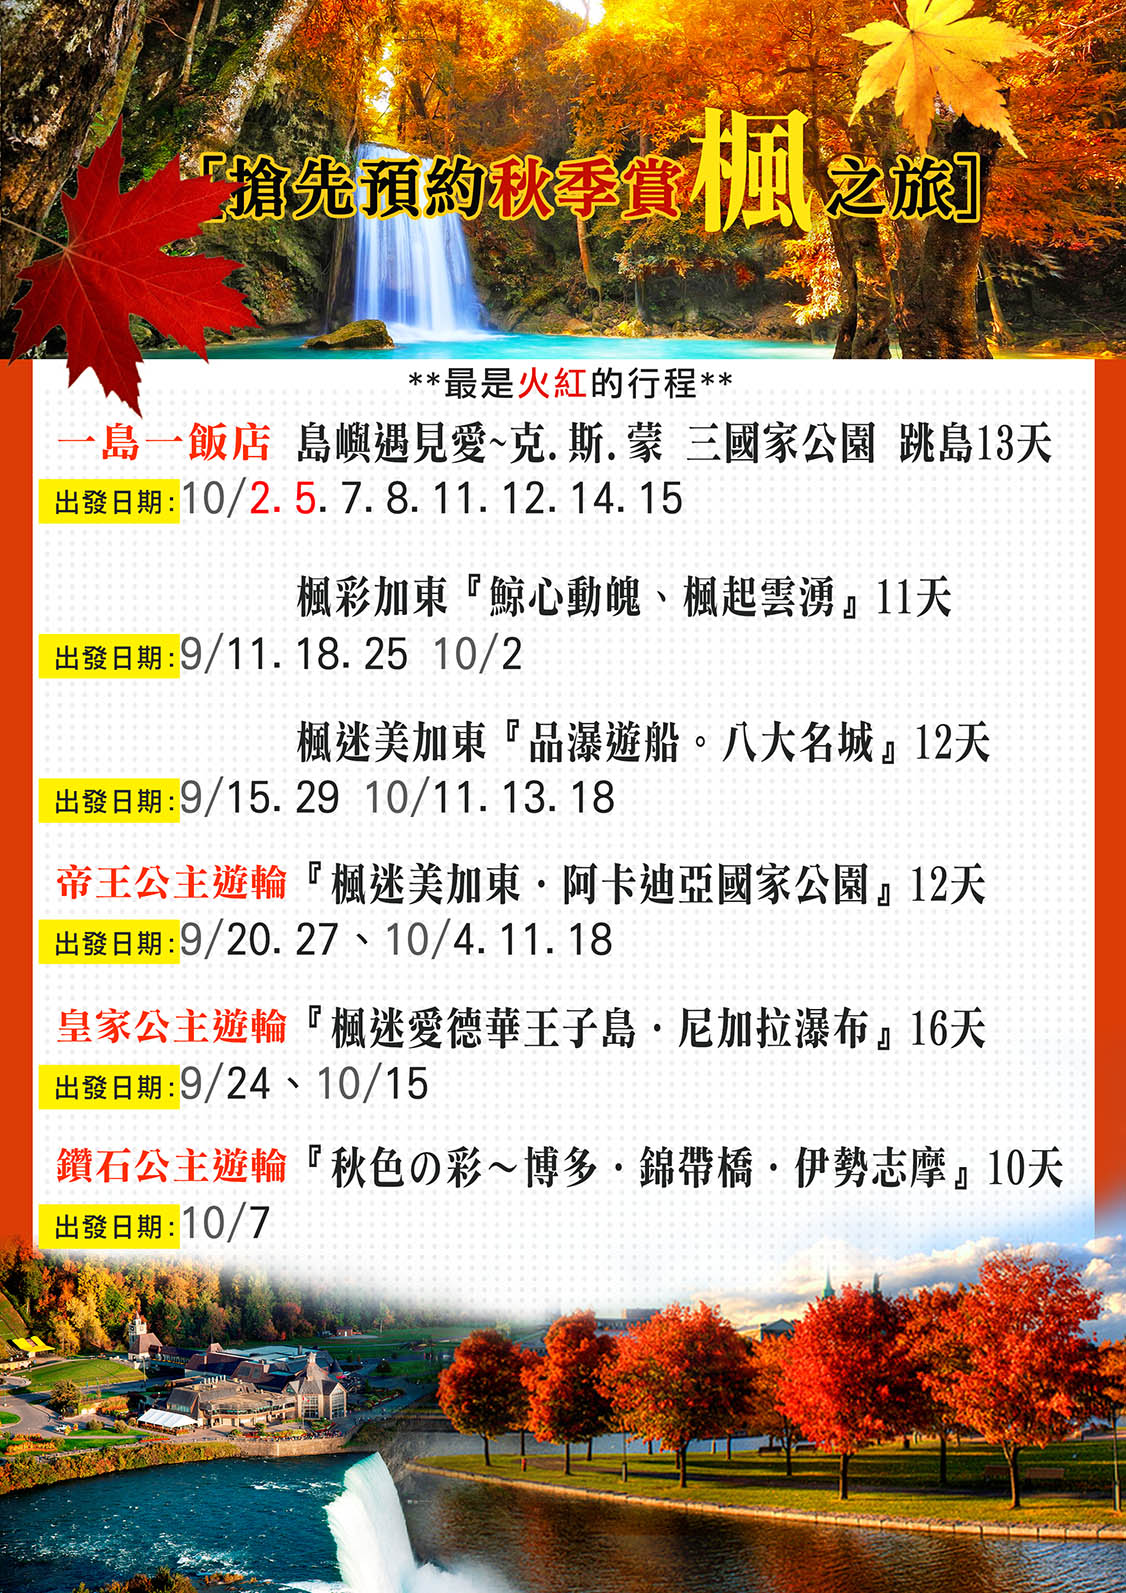 [搶先預約秋季賞楓之旅]
**最是火紅的行程**
一島一飯店 島嶼遇見愛~克.斯.蒙 三國家公園 跳島13天
出發日期:10/2.5.7.8.11.12.14.15
楓彩加東『鯨心動魄、楓起雲湧』11天
出發日期:9/11.18.25 10/2
楓迷美加東『品瀑遊船。八大名城』12天
出發日期:9/15.29 10/11.13.18
帝王公主遊輪『楓迷美加東．阿卡迪亞國家公園』12天
出發日期:9/20.27、10/4.11.18
皇家公主遊輪『楓迷愛德華王子島．尼加拉瀑布』16天
出發日期:9/24、10/15
鑽石公主遊輪『秋色の彩～博多．錦帶橋．伊勢志摩』10天
出發日期:10/7